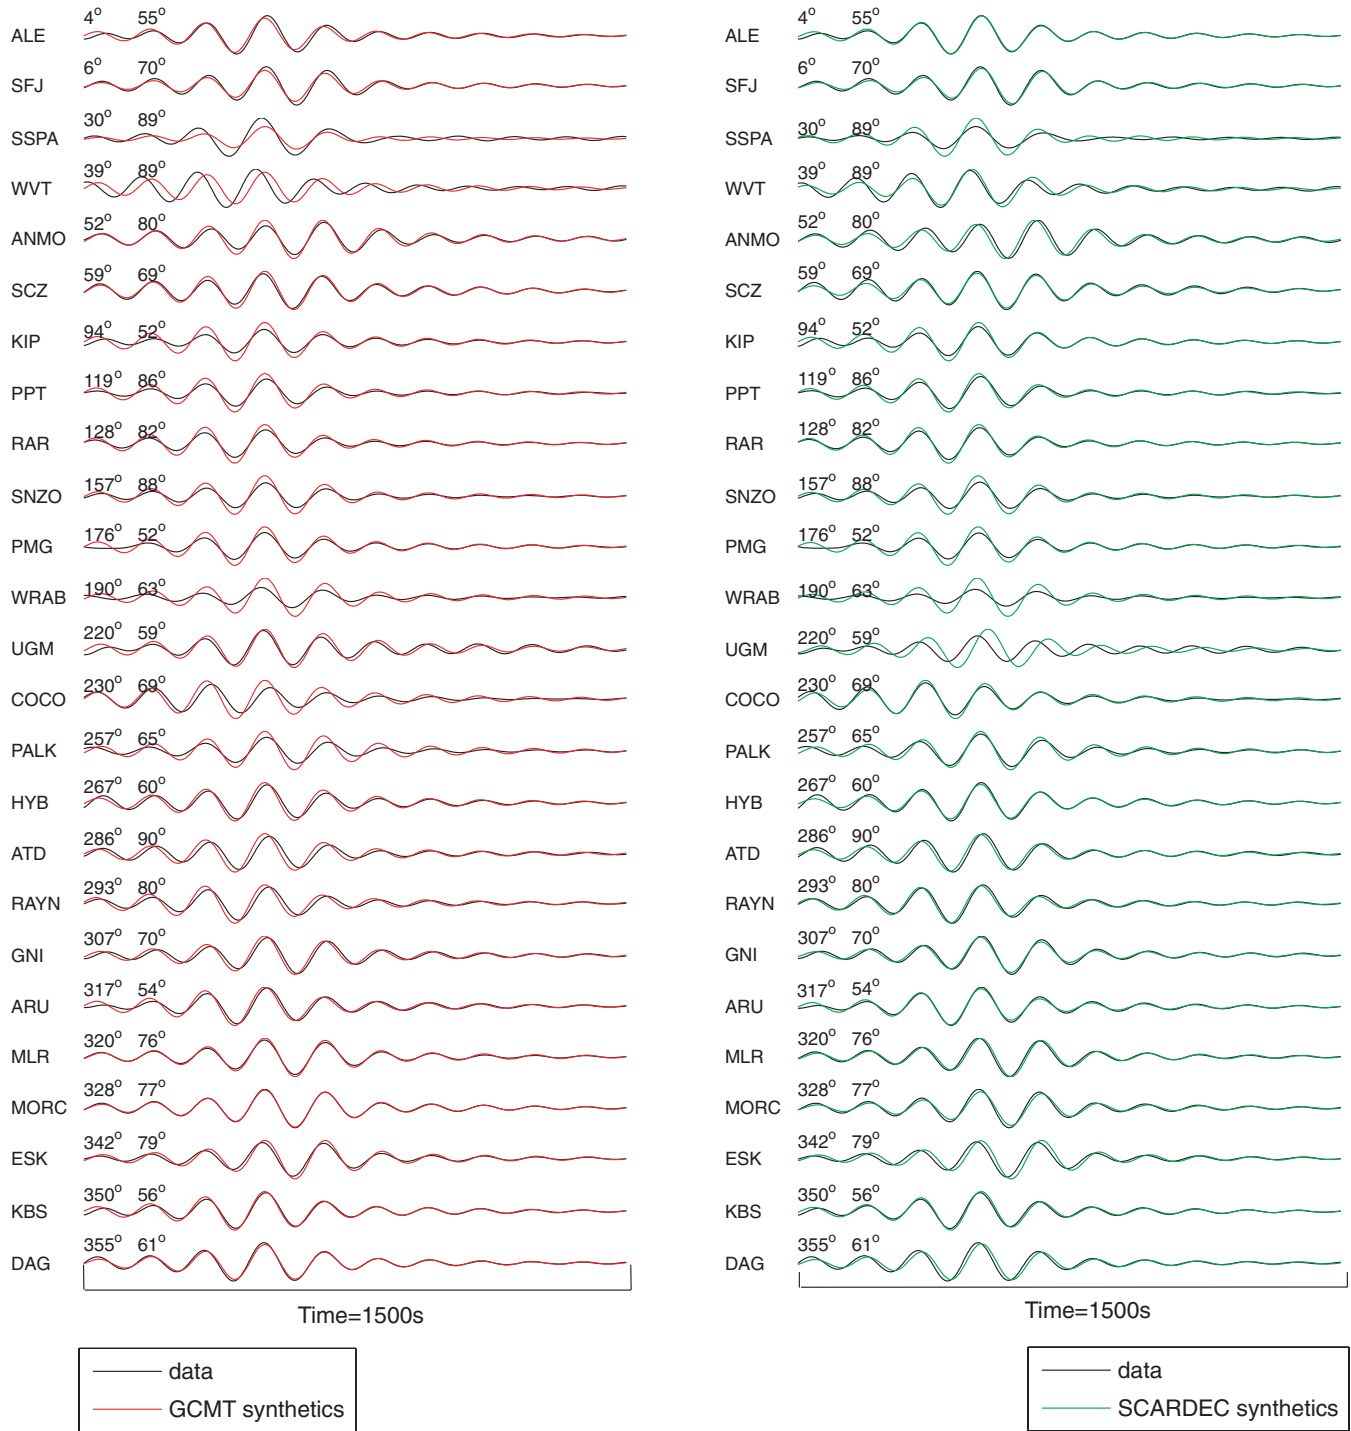 ALE 4° 55°
SFJ 6° 70°
SSPA 30° 89°
WVT 39° 89°
ANMO 52° 80°
SCZ 59° 69°
KIP 94° 52°
PPT 119° 86°
RAR 128° 82°
SNZO 157° 88°
PMG 176° 52°
WRAB 190° 63°
UGM 220° 59°
COCO 230° 69°
PALK 257° 65°
HYB 267° 60°
ATD 286° 90°
RAYN 293° 80°
GNI 307° 70°
ARU 317° 54°
MLR 320° 76°
MORC 328° 77°
ESK 342° 79°
KBS 350° 56°
DAG 355° 61°
Time=1500s
data
GCMT synthetics
ALE 4° 55°
SFJ 6° 70°
SSPA 30° 89°
WVT 39° 89°
ANMO 52° 80°
SCZ 59° 69°
KIP 94° 52°
PPT 119° 86°
RAR 128° 82°
SNZO 157° 88°
PMG 176° 52°
WRAB 190° 63°
UGM 220° 59°
COCO 230° 69°
PALK 257° 65°
HYB 267° 60°
ATD 286° 90°
RAYN 293° 80°
GNI 307° 70°
ARU 317° 54°
MLR 320° 76°
MORC 328° 77°
ESK 342° 79°
KBS 350° 56°
DAG 355° 61°
Time=1500s
data
SCARDEC synthetics